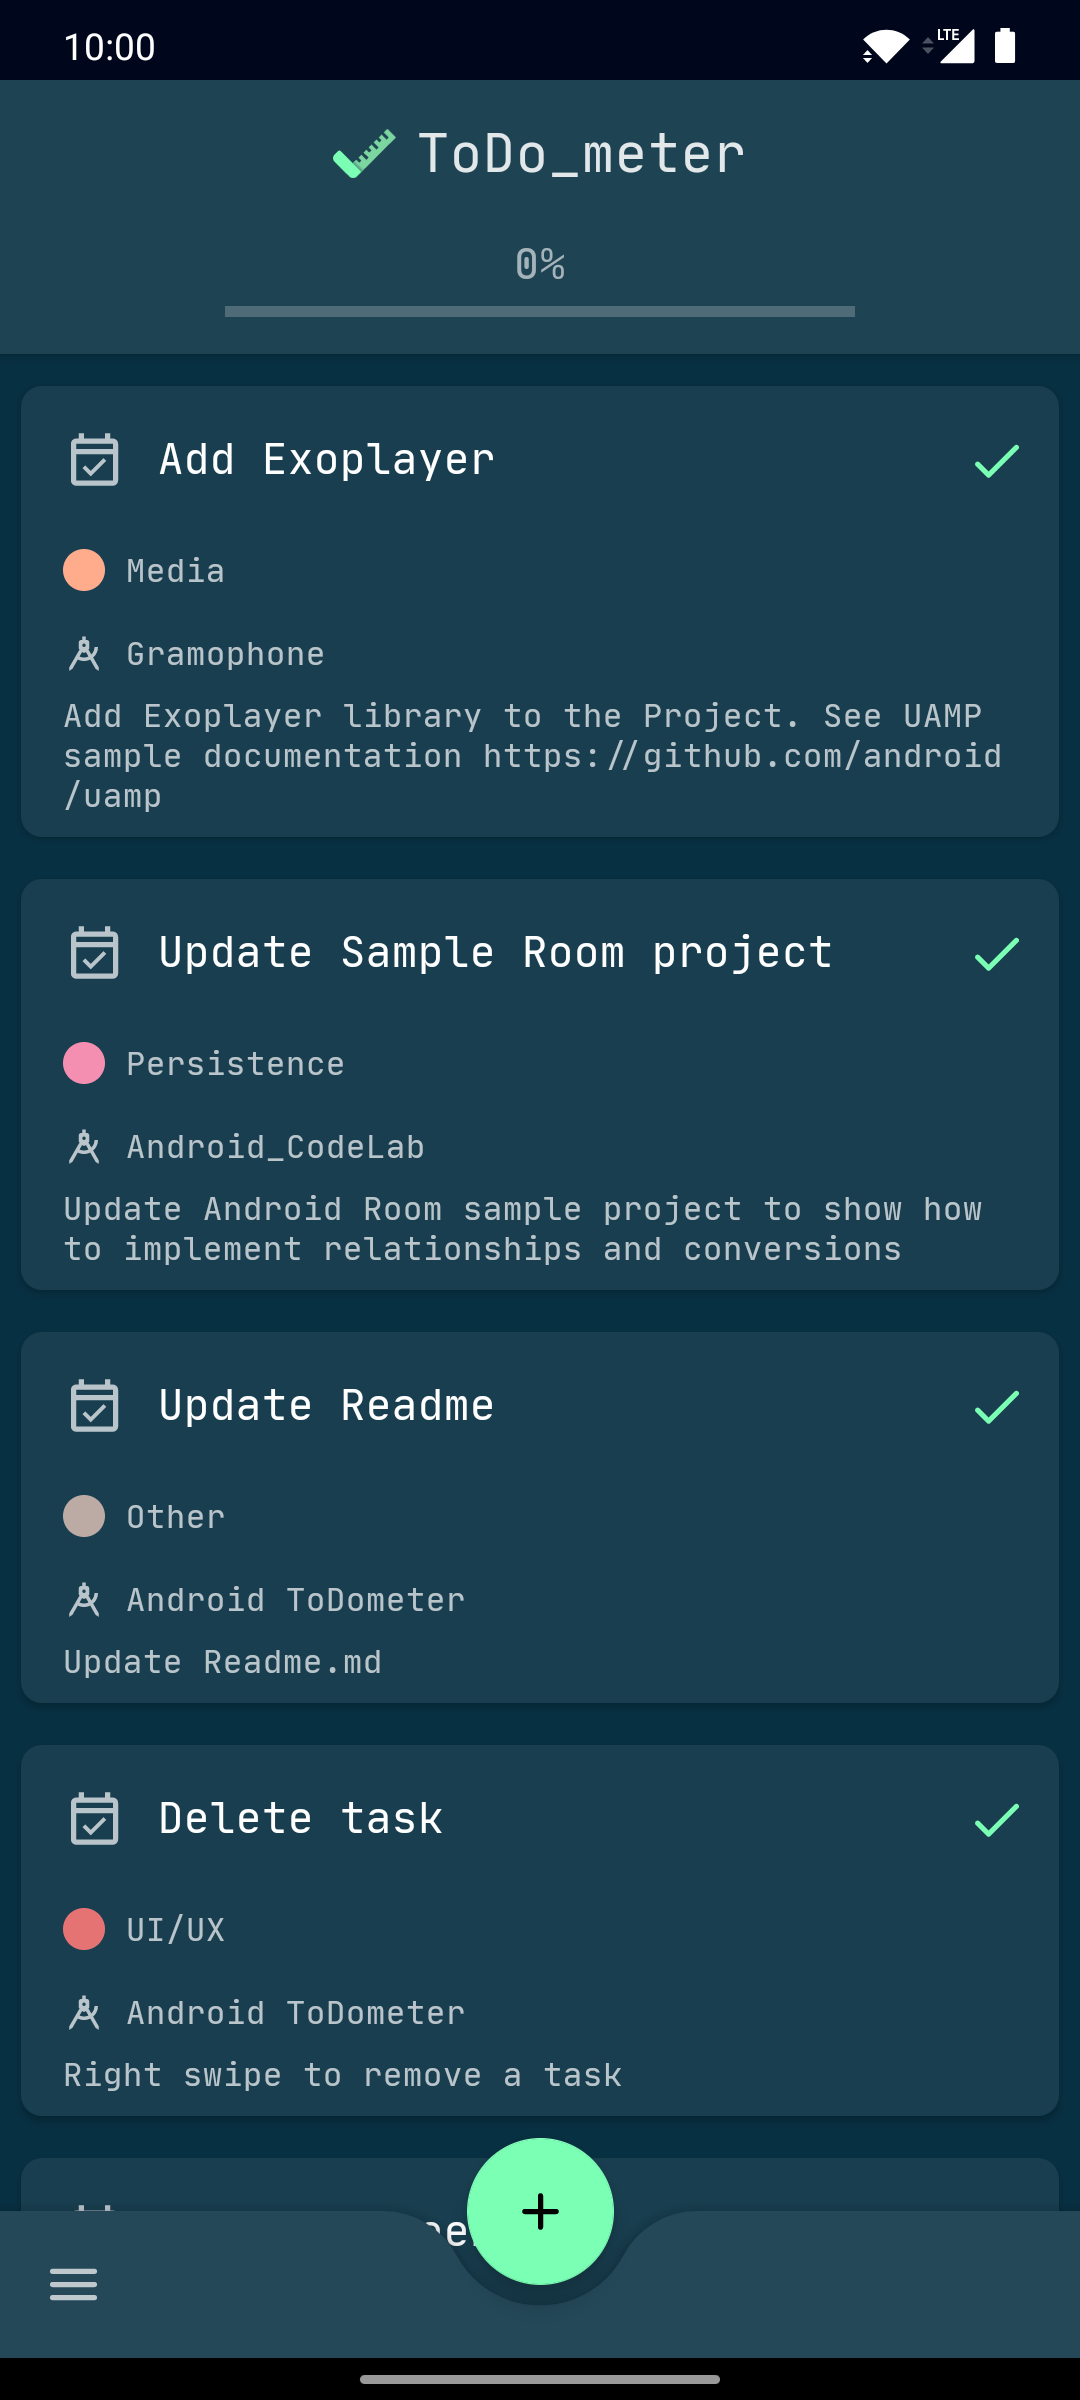 10:00
LTE
ToDo_meter
0%
Add Exoplayer
Media
Gramophone
Add Exoplayer library to the Project. See UAMP
sample documentation https://github.com/android
/uamp
Update Sample Room project
Persistence
Android_CodeLab
Update Android Room sample project to show how
to implement relationships and conversions
Update Readme
Other
Android ToDometer
Update Readme.md
Delete task
UI/UX
Android ToDometer
Right swipe to remove a task